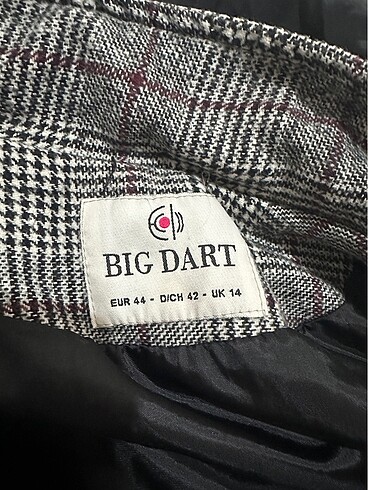 BIG DART
EUR 44 - D/CH 42 - UK 14